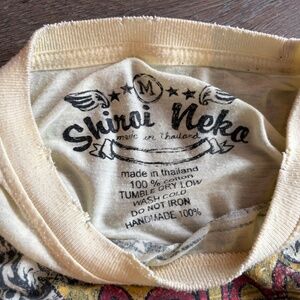 M
Shiroi Neko
made in Thailand
made in thailand
100 % cotton
TUMBLE DRY LOW
WASH COLD
DO NOT IRON
HANDMADE 100%